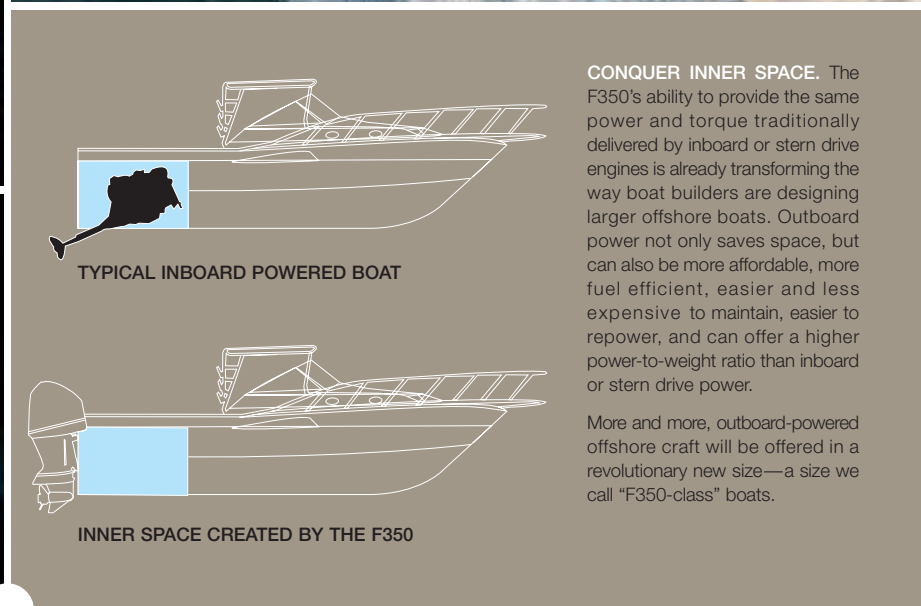 TYPICAL INBOARD POWERED BOAT
INNER SPACE CREATED BY THE F350
CONQUER INNER SPACE. The
F350’s ability to provide the same
power and torque traditionally
delivered by inboard or stern drive
engines is already transforming the
way boat builders are designing
larger offshore boats. Outboard
power not only saves space, but
can also be more affordable, more
fuel efficient, easier and less
expensive to maintain, easier to
repower, and can offer a higher
power-to-weight ratio than inboard
or stern drive power.
More and more, outboard-powered
offshore craft will be offered in a
revolutionary new size—a size we
call “F350-class” boats.